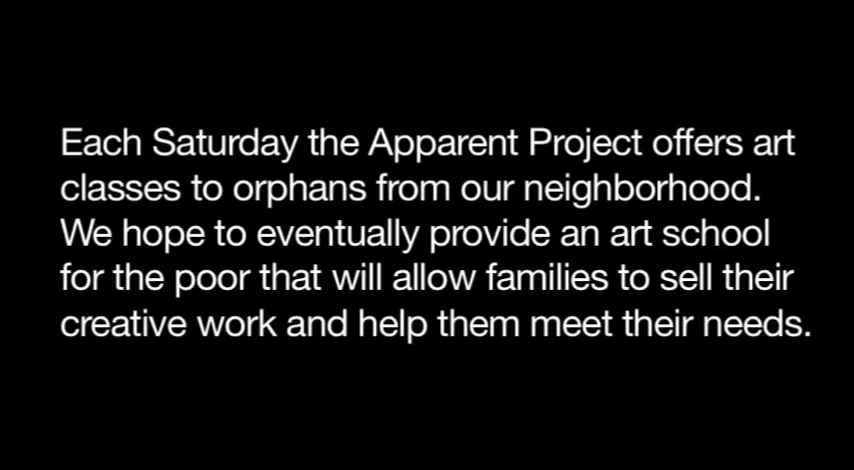 Each Saturday the Apparent Project offers art
classes to orphans from our neighborhood.
We hope to eventually provide an art school
for the poor that will allow families to sell their
creative work and help them meet their needs.